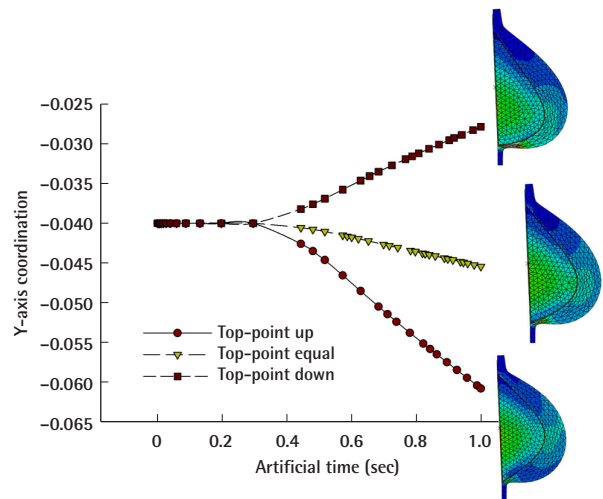 Y-axis coordination
−0.025
−0.030
−0.035
−0.040
−0.045
−0.050
−0.055
−0.060
−0.065
Top-point up
Top-point equal
Top-point down
0 0.2 0.4 0.6 0.8 1.0
Artificial time (sec)